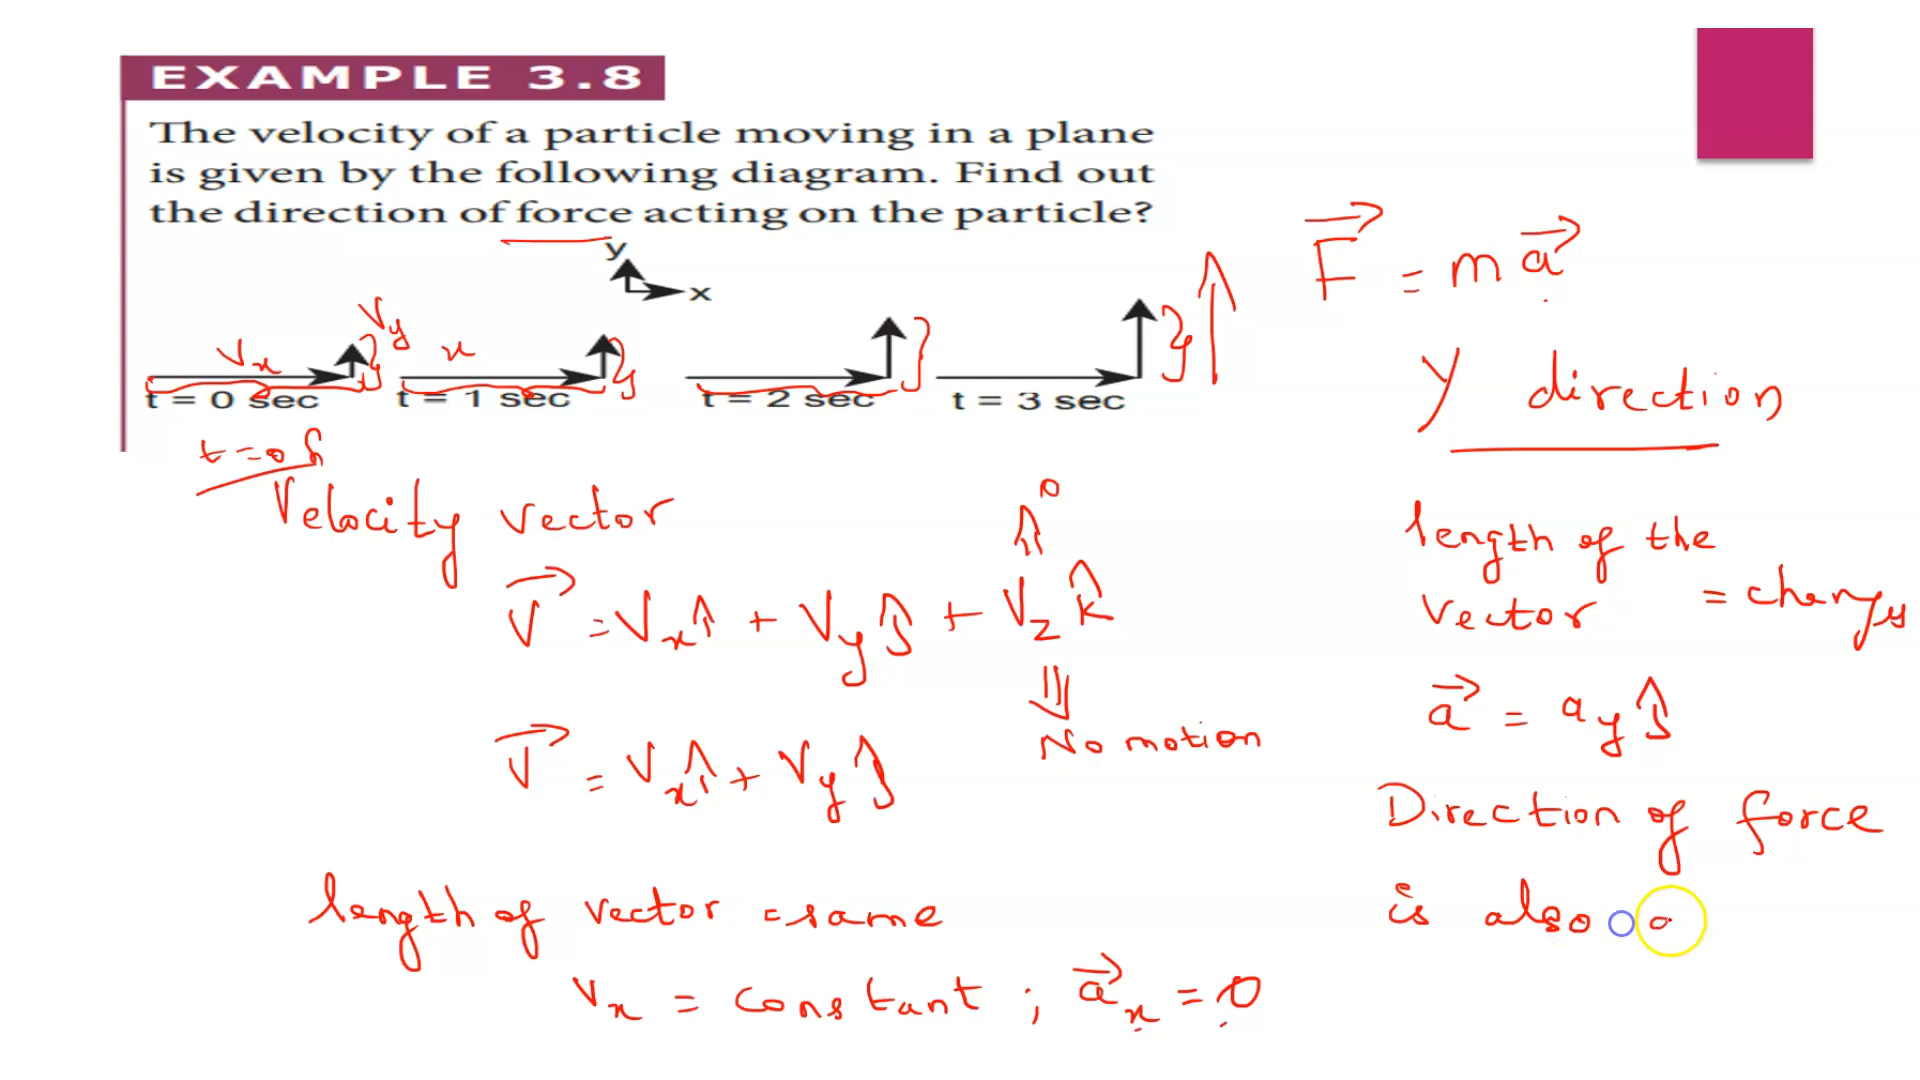 EXAMPLE 3.8
The velocity of a particle moving in a plane
is given by the following diagram. Find out
the direction of force acting on the particle?
y
x
Vx
Vy
x
y
y
t = 0 sec
t = 1 sec
t = 2 sec
t = 3 sec
t = 0 s
Velocity vector
V⃗ = Vx î + Vy ĵ + Vz k̂
0
⇓
No motion
V⃗ = Vx î + Vy ĵ
length of vector = same
Vx = constant ; a⃗x = 0
F⃗ = m a⃗
Y direction
length of the
vector = changes
a⃗ = ay ĵ
Direction of force
is also